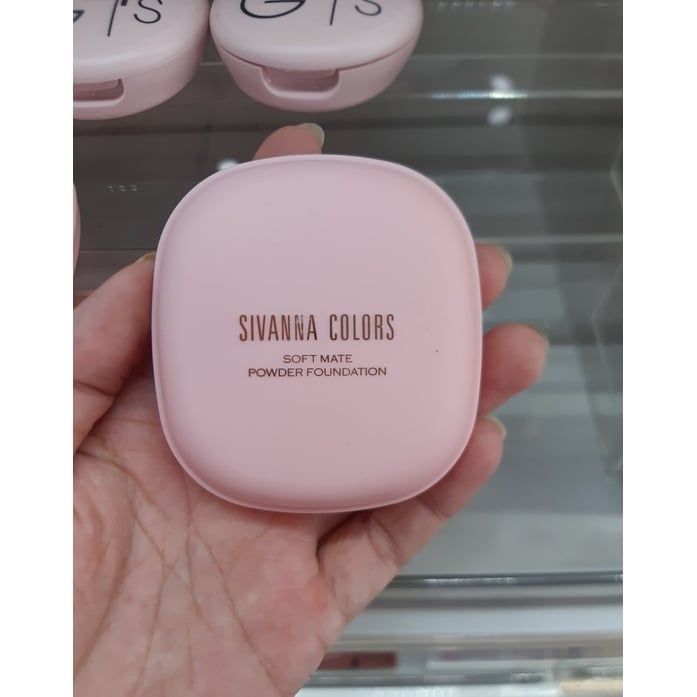 G I'S
G I'S
SIVANNA COLORS
SOFT MATE
POWDER FOUNDATION